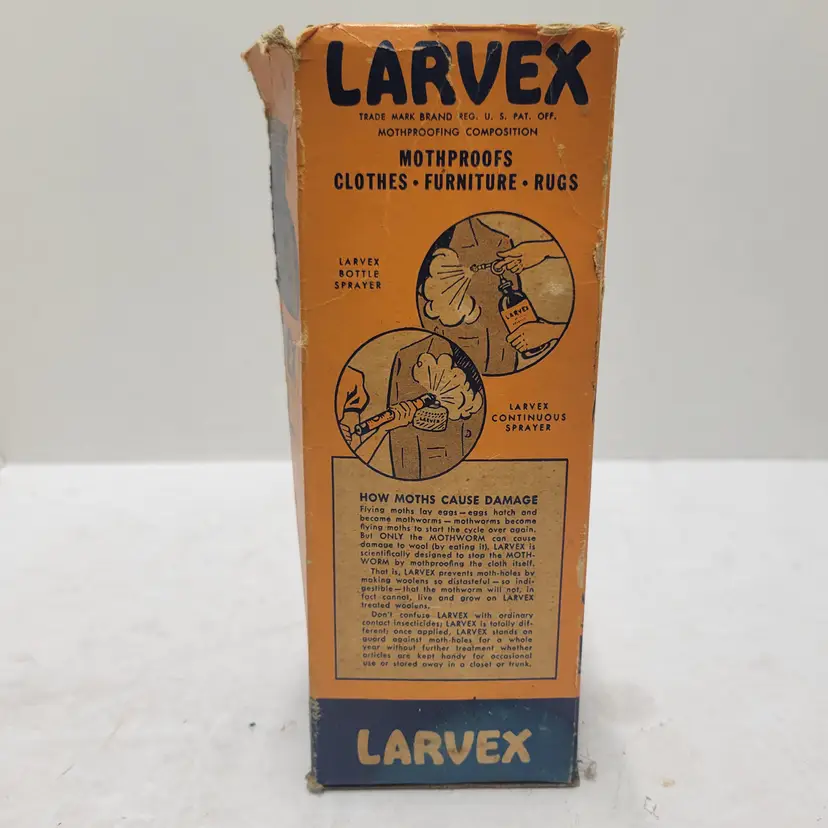 LARVEX
TRADE MARK BRAND REG. U. S. PAT. OFF.
MOTHPROOFING COMPOSITION
MOTHPROOFS
CLOTHES • FURNITURE • RUGS
LARVEX
BOTTLE
SPRAYER
LARVEX
LARVEX
LARVEX
CONTINUOUS
SPRAYER
HOW MOTHS CAUSE DAMAGE
Flying moths lay eggs—eggs hatch and
become mothworms—mothworms become
flying moths to start the cycle over again.
But ONLY the MOTHWORM can cause
damage to wool (by eating it). LARVEX is
scientifically designed to stop the MOTH-
WORM by mothproofing the cloth itself.
That is, LARVEX prevents moth-holes by
making woolens so distasteful—so indi-
gestible—that the mothworm will not, in
fact cannot, live and grow on LARVEX
treated woolens.
Don't confuse LARVEX with ordinary
contact insecticides; LARVEX is totally dif-
ferent; once applied, LARVEX stands on
guard against moth-holes for a whole
year without further treatment whether
articles are kept handy for occasional
use or stored away in a closet or trunk.
LARVEX